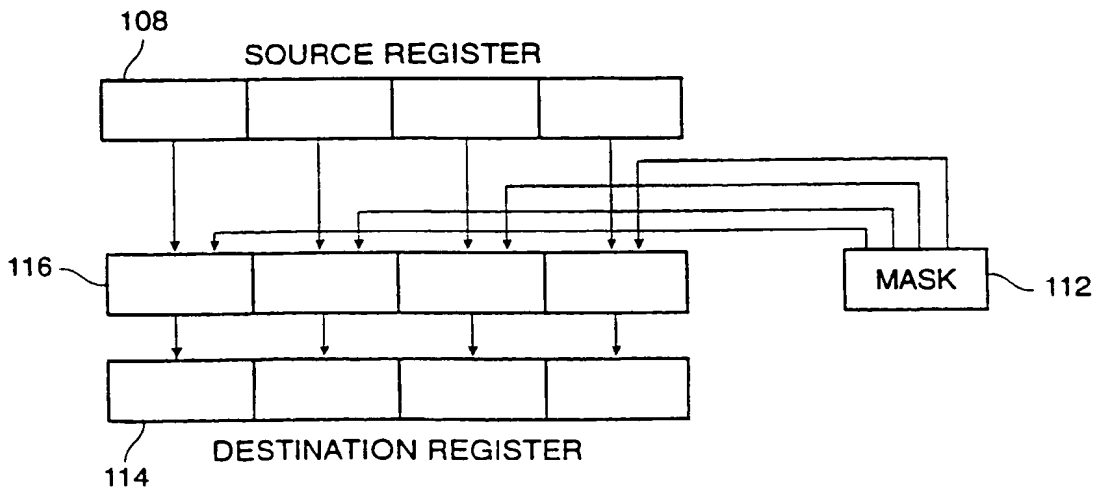 108
SOURCE REGISTER
116
MASK
112
DESTINATION REGISTER
114